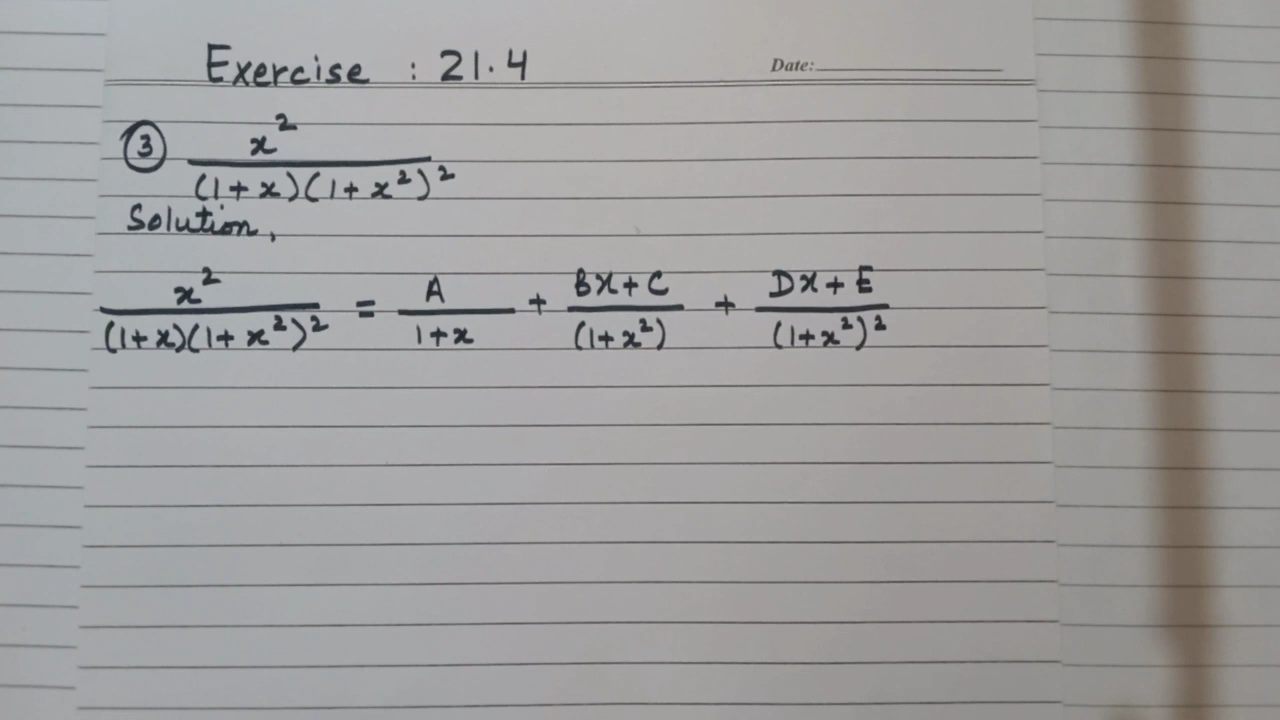 Exercise : 21.4
Date:
③ x²/(1+x)(1+x²)²
Solution,
x²/(1+x)(1+x²)² = A/1+x + Bx+C/(1+x²) + Dx+E/(1+x²)²